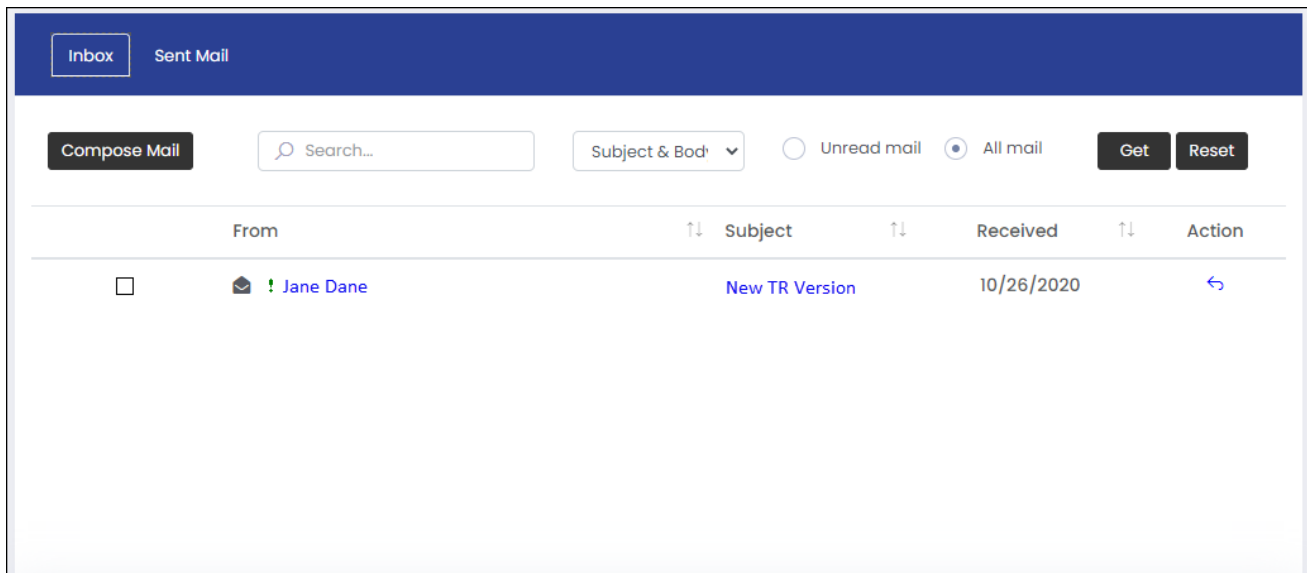 Inbox Sent Mail
Compose Mail Search... Subject & Body Unread mail All mail Get Reset
From Subject Received Action
! Jane Dane New TR Version 10/26/2020